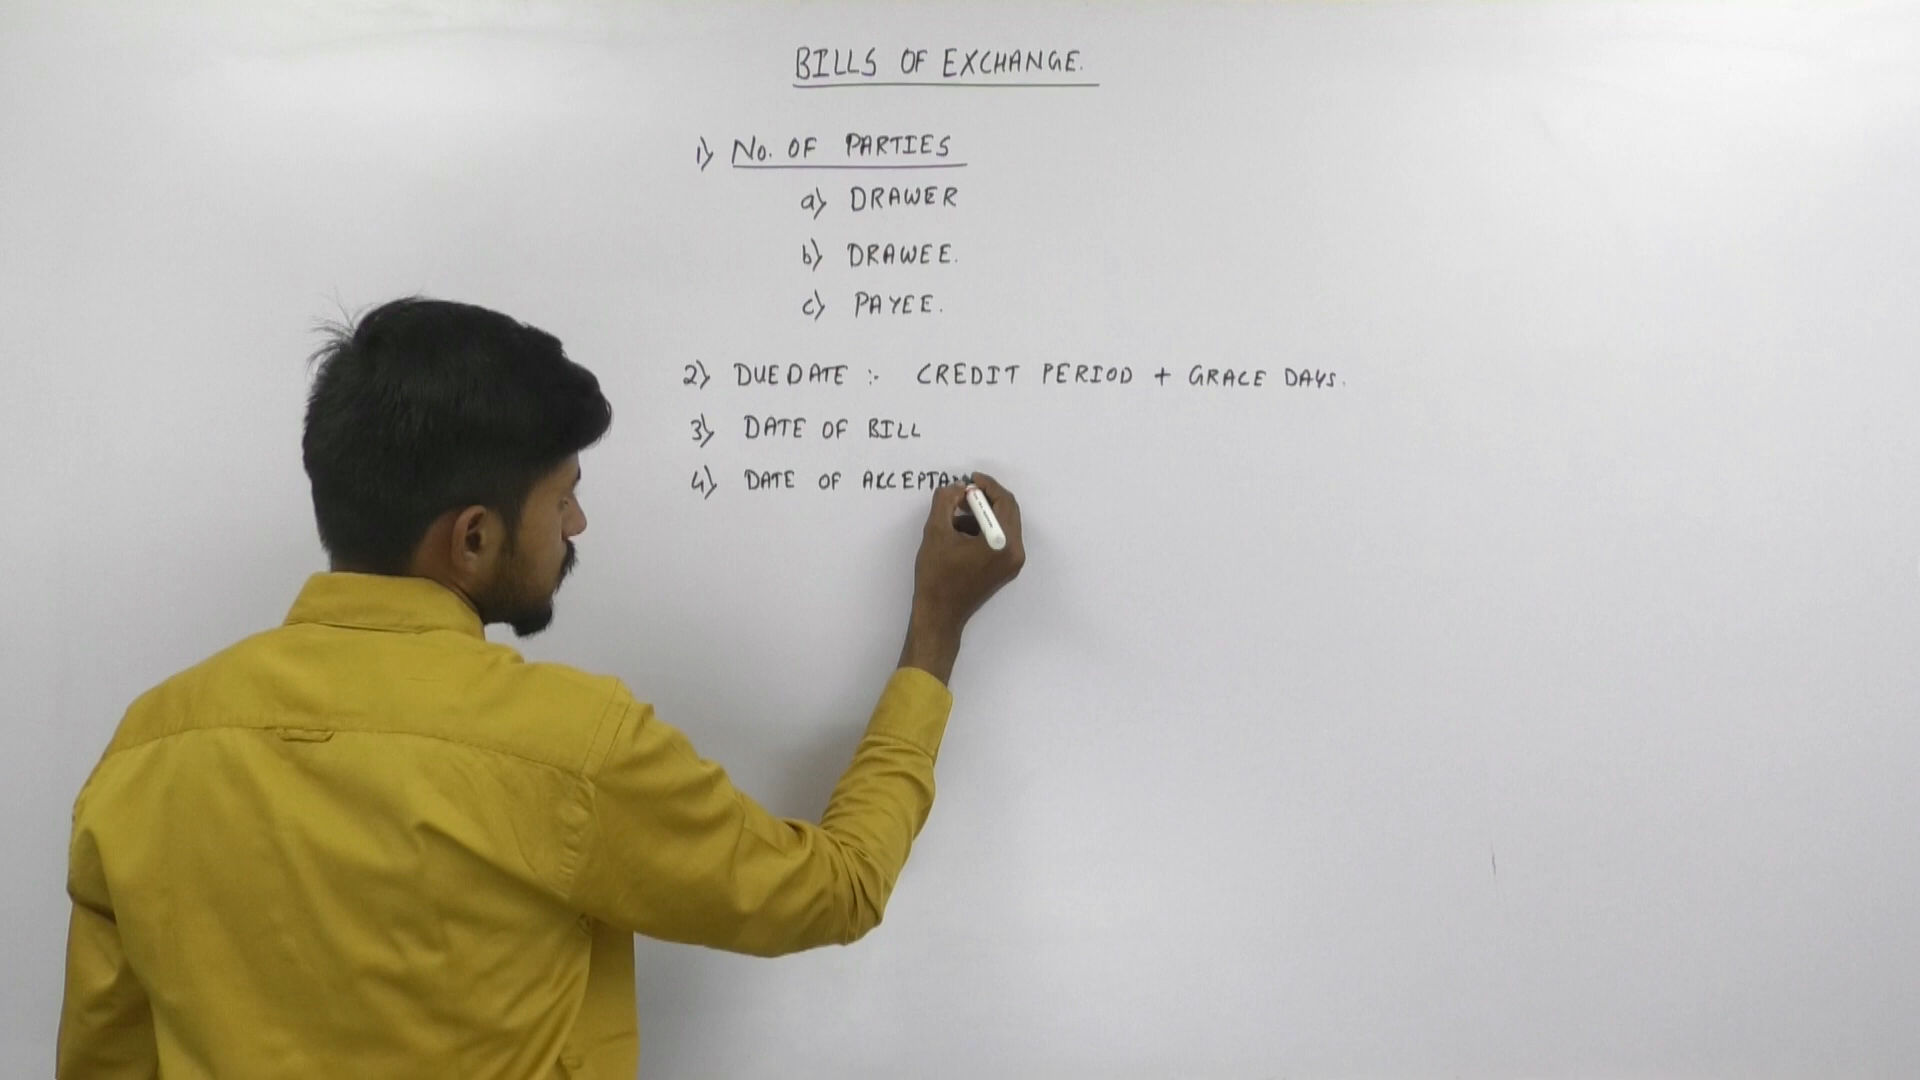 BILLS OF EXCHANGE.
1) No. OF PARTIES
a) DRAWER
b) DRAWEE.
c) PAYEE.
2) DUE DATE :- CREDIT PERIOD + GRACE DAYS.
3) DATE OF BILL
4) DATE OF ACCEPTAN